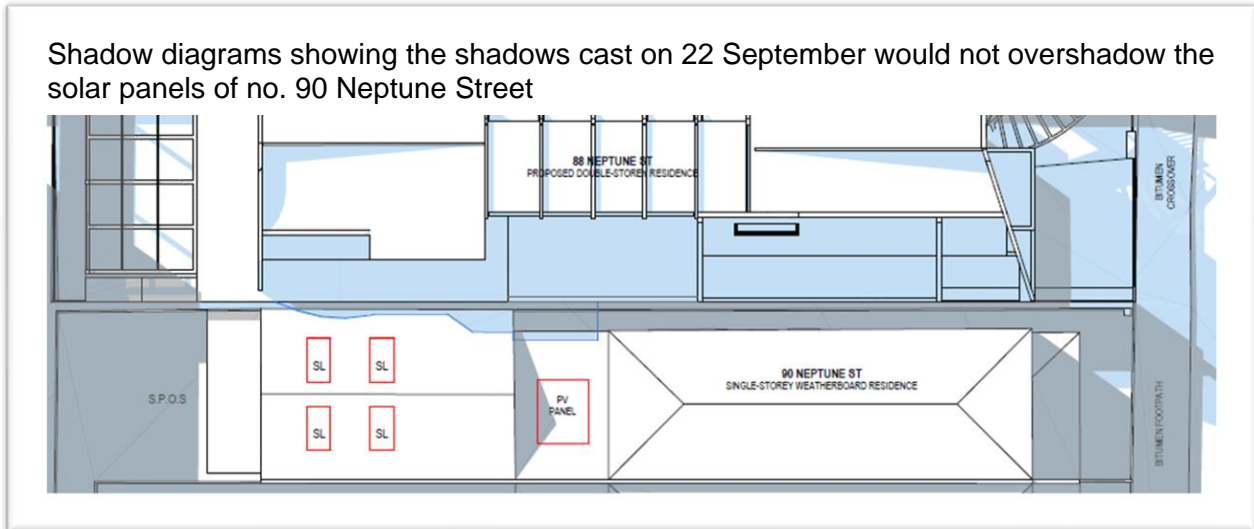 Shadow diagrams showing the shadows cast on 22 September would not overshadow the
solar panels of no. 90 Neptune Street
88 NEPTUNE ST
PROPOSED DOUBLE-STOREY RESIDENCE
BITUMEN
CROSSOVER
SL
SL
S.P.O.S
PV
PANEL
90 NEPTUNE ST
SINGLE-STOREY WEATHERBOARD RESIDENCE
SL
SL
BITUMEN FOOTPATH